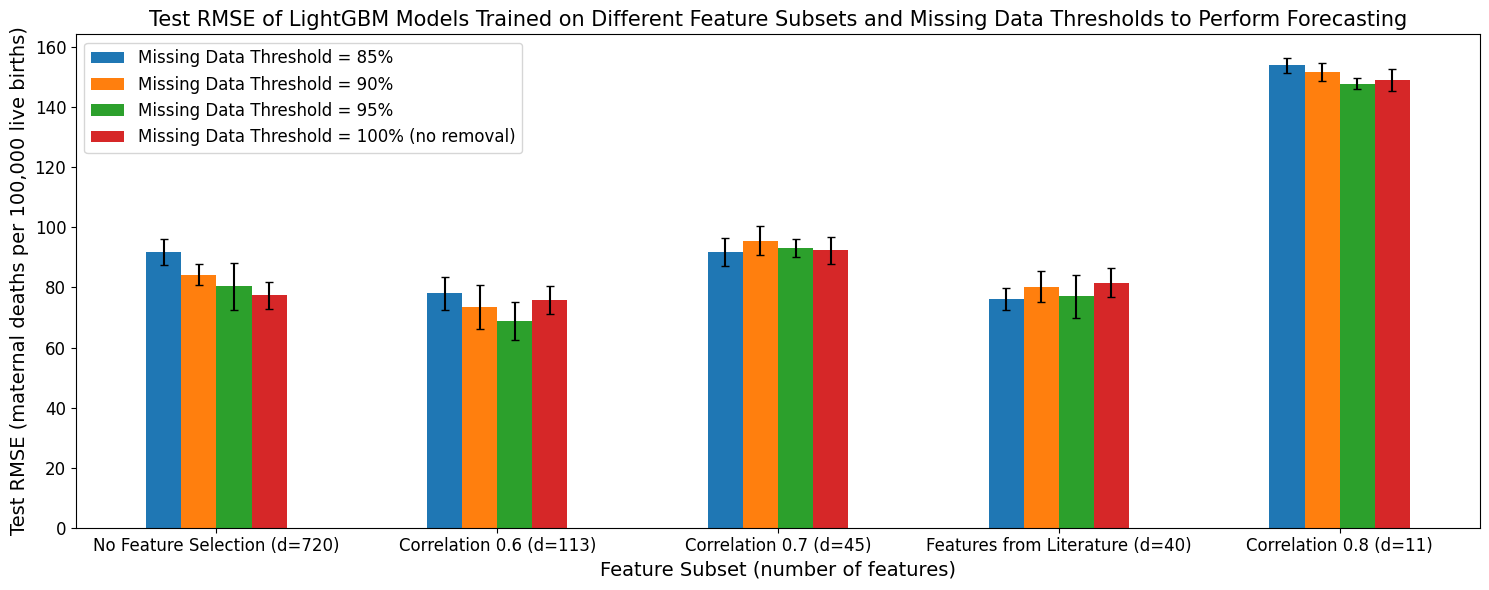 Test RMSE of LightGBM Models Trained on Different Feature Subsets and Missing Data Thresholds to Perform Forecasting
Test RMSE (maternal deaths per 100,000 live births)
160
140
120
100
80
60
40
20
0
Missing Data Threshold = 85%
Missing Data Threshold = 90%
Missing Data Threshold = 95%
Missing Data Threshold = 100% (no removal)
No Feature Selection (d=720)
Correlation 0.6 (d=113)
Correlation 0.7 (d=45)
Features from Literature (d=40)
Correlation 0.8 (d=11)
Feature Subset (number of features)